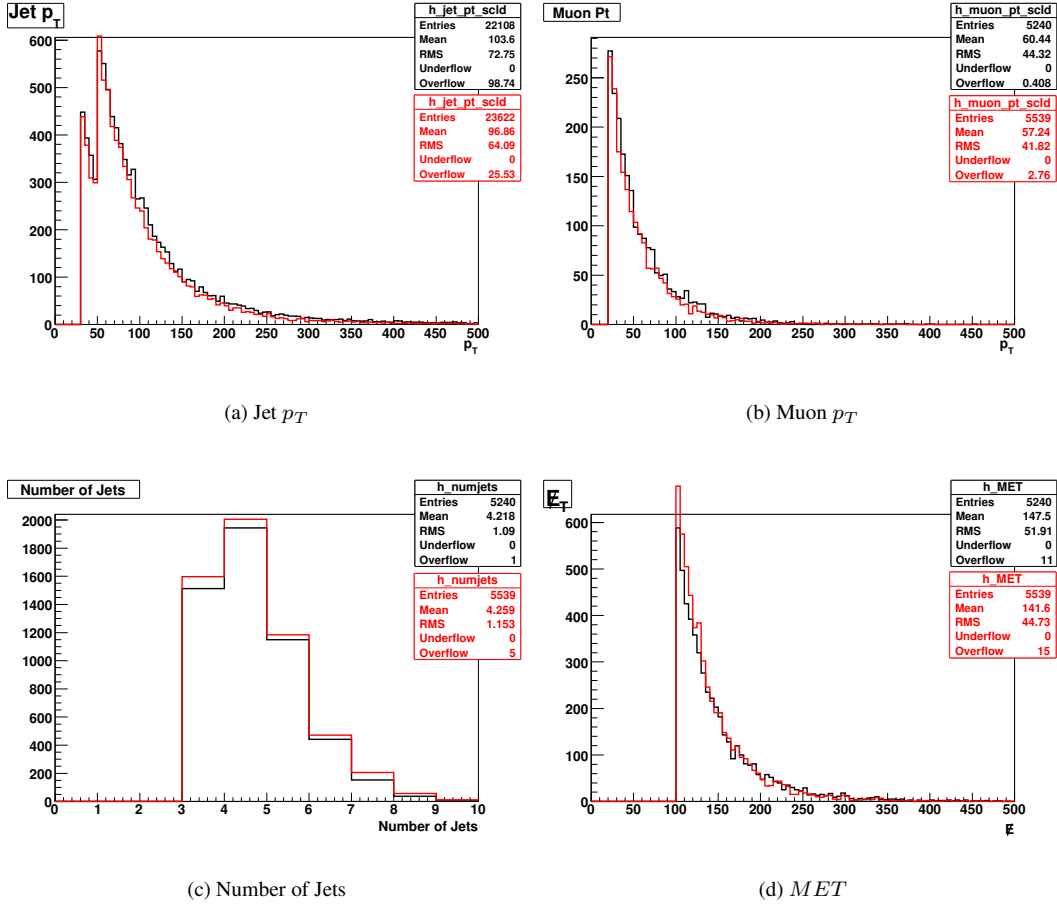 Jet p_T
h_jet_pt_scld
Entries 22108
Mean 103.6
RMS 72.75
Underflow 0
Overflow 98.74
h_jet_pt_scld
Entries 23622
Mean 96.86
RMS 64.09
Underflow 0
Overflow 25.53
600
500
400
300
200
100
0
0 50 100 150 200 250 300 350 400 450 500
p_T
(a) Jet p_T
Muon Pt
h_muon_pt_scld
Entries 5240
Mean 60.44
RMS 44.32
Underflow 0
Overflow 0.408
h_muon_pt_scld
Entries 5539
Mean 57.24
RMS 41.82
Underflow 0
Overflow 2.76
250
200
150
100
50
0
0 50 100 150 200 250 300 350 400 450 500
p_T
(b) Muon p_T
Number of Jets
h_numjets
Entries 5240
Mean 4.218
RMS 1.09
Underflow 0
Overflow 1
h_numjets
Entries 5539
Mean 4.259
RMS 1.153
Underflow 0
Overflow 5
2000
1800
1600
1400
1200
1000
800
600
400
200
0
0 1 2 3 4 5 6 7 8 9 10
Number of Jets
(c) Number of Jets
E̸_T
h_MET
Entries 5240
Mean 147.5
RMS 51.91
Underflow 0
Overflow 11
h_MET
Entries 5539
Mean 141.6
RMS 44.73
Underflow 0
Overflow 15
600
500
400
300
200
100
0
0 50 100 150 200 250 300 350 400 450 500
E̸
(d) MET